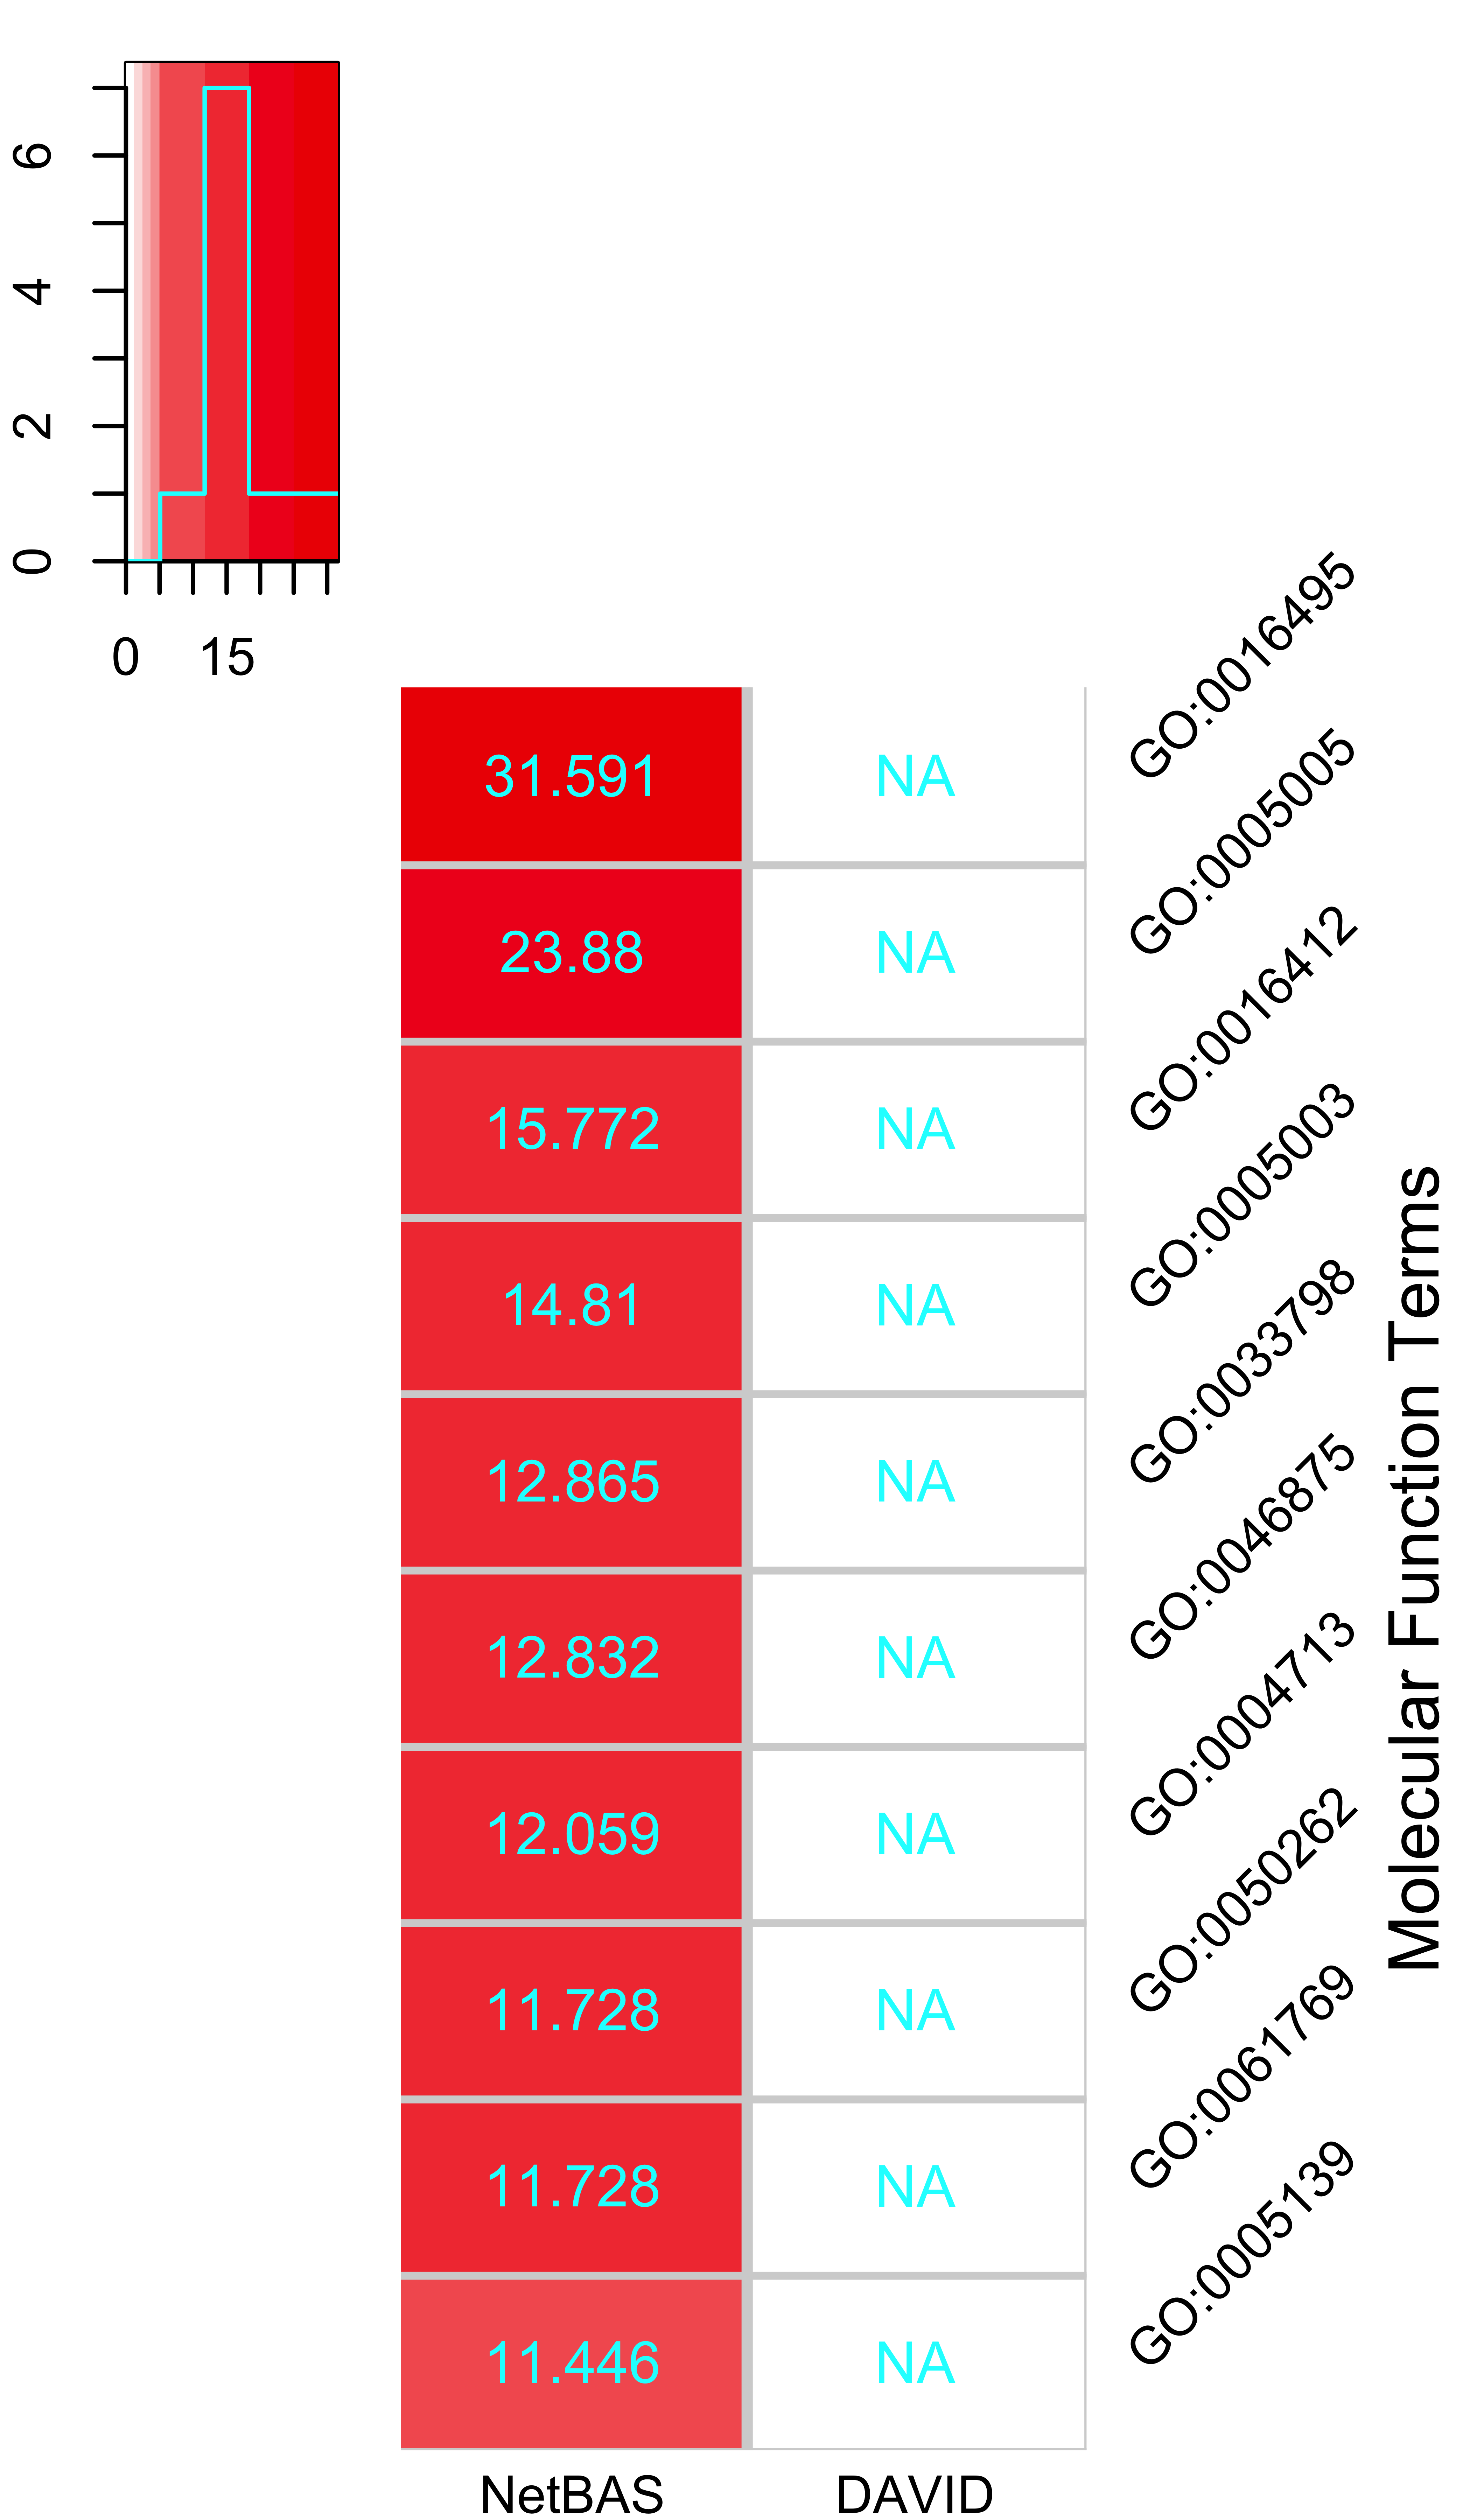 6
4
2
0
0 15
31.591 NA GO:0016495
23.88 NA GO:0005005
15.772 NA GO:0016412
14.81 NA GO:0005003
12.865 NA GO:0033798
12.832 NA GO:0046875
12.059 NA GO:0004713
11.728 NA GO:0050262
11.728 NA GO:0061769
11.446 NA GO:0005139
NetBAS DAVID
Molecular Function Terms